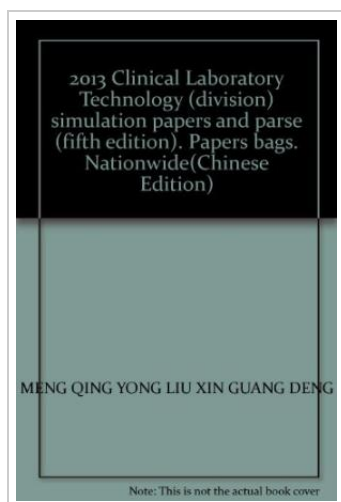 2013 Clinical Laboratory
Technology (division)
simulation papers and parse
(fifth edition). Papers bags.
Nationwide(Chinese
Edition)
MENG QING YONG LIU XIN GUANG DENG
Note: This is not the actual book cover